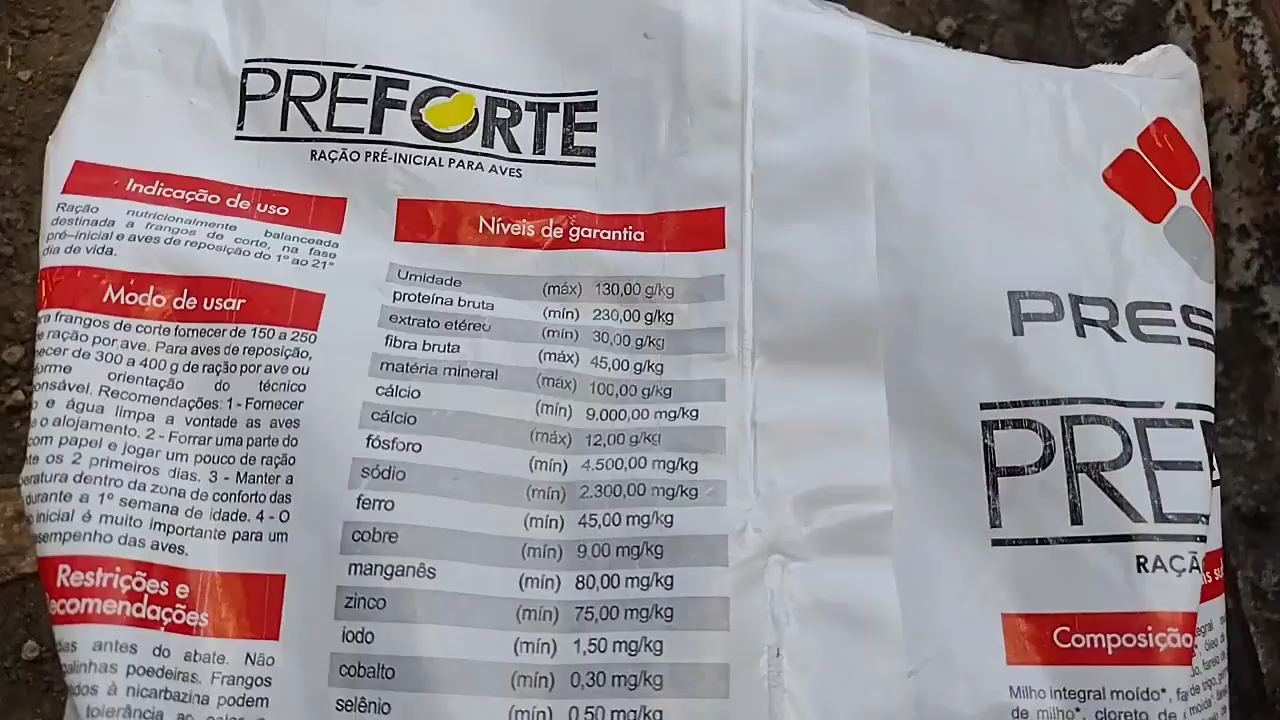 PRÉFORTE
RAÇÃO PRÉ-INICIAL PARA AVES
Indicação de uso
Ração nutricionalmente balanceada
destinada a frangos de corte, na fase
pré-inicial e aves de reposição do 1º ao 21º
dia de vida.
Modo de usar
frangos de corte fornecer de 150 a 250
ração por ave. Para aves de reposição,
de 300 a 400 g de ração por ave ou
orientação do técnico
Recomendações: 1 - Fornecer
e água limpa a vontade as aves
o alojamento. 2 - Forrar uma parte do
com papel e jogar um pouco de ração
os 2 primeiros dias. 3 - Manter a
dentro da zona de conforto das
durante a 1º semana de idade. 4 - O
inicial é muito importante para um
das aves.
Restrições e
ecomendações
antes do abate. Não
poedeiras. Frangos
à nicarbazina podem
tolerância
Níveis de garantia
Umidade (máx) 130,00 g/kg
proteína bruta (mín) 230,00 g/kg
extrato etéreo (mín) 30,00 g/kg
fibra bruta (máx) 45,00 g/kg
matéria mineral (máx) 100,00 g/kg
cálcio (mín) 9.000,00 mg/kg
cálcio (máx) 12,00 g/kg
fósforo (mín) 4.500,00 mg/kg
sódio (mín) 2.300,00 mg/kg
ferro (mín) 45,00 mg/kg
cobre (mín) 9,00 mg/kg
manganês (mín) 80,00 mg/kg
zinco (mín) 75,00 mg/kg
iodo (mín) 1,50 mg/kg
cobalto (mín) 0,30 mg/kg
selênio (mín) 0,50 mg/kg
PRES
PRÉ
RAÇÃ
Composição
Milho integral moído*,
de milho*, cloreto de